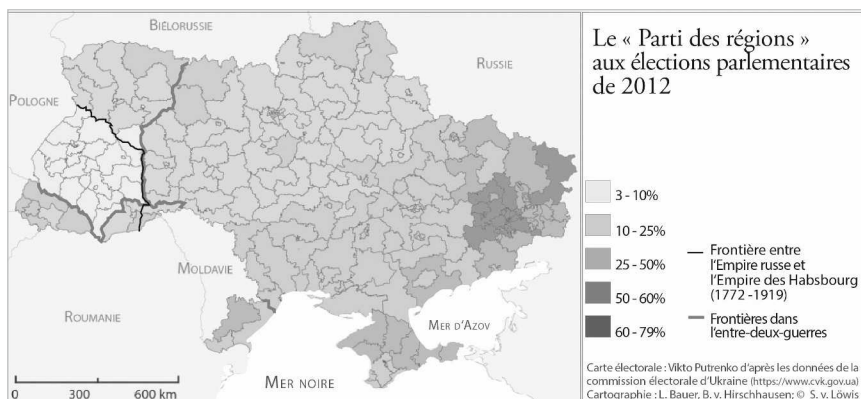 BIÉLORUSSIE
RUSSIE
POLOGNE
MOLDAVIE
ROUMANIE
MER D'AZOV
MER NOIRE
0 300 600 km
Le « Parti des régions »
aux élections parlementaires
de 2012
3 - 10%
10 - 25%
25 - 50%
50 - 60%
60 - 79%
Frontière entre
l'Empire russe et
l'Empire des Habsbourg
(1772 -1919)
Frontières dans
l'entre-deux-guerres
Carte électorale : Vikto Putrenko d'après les données de la
commission électorale d'Ukraine (https://www.cvk.gov.ua)
Cartographie : L. Bauer, B. v. Hirschhausen; © S. v. Löwis